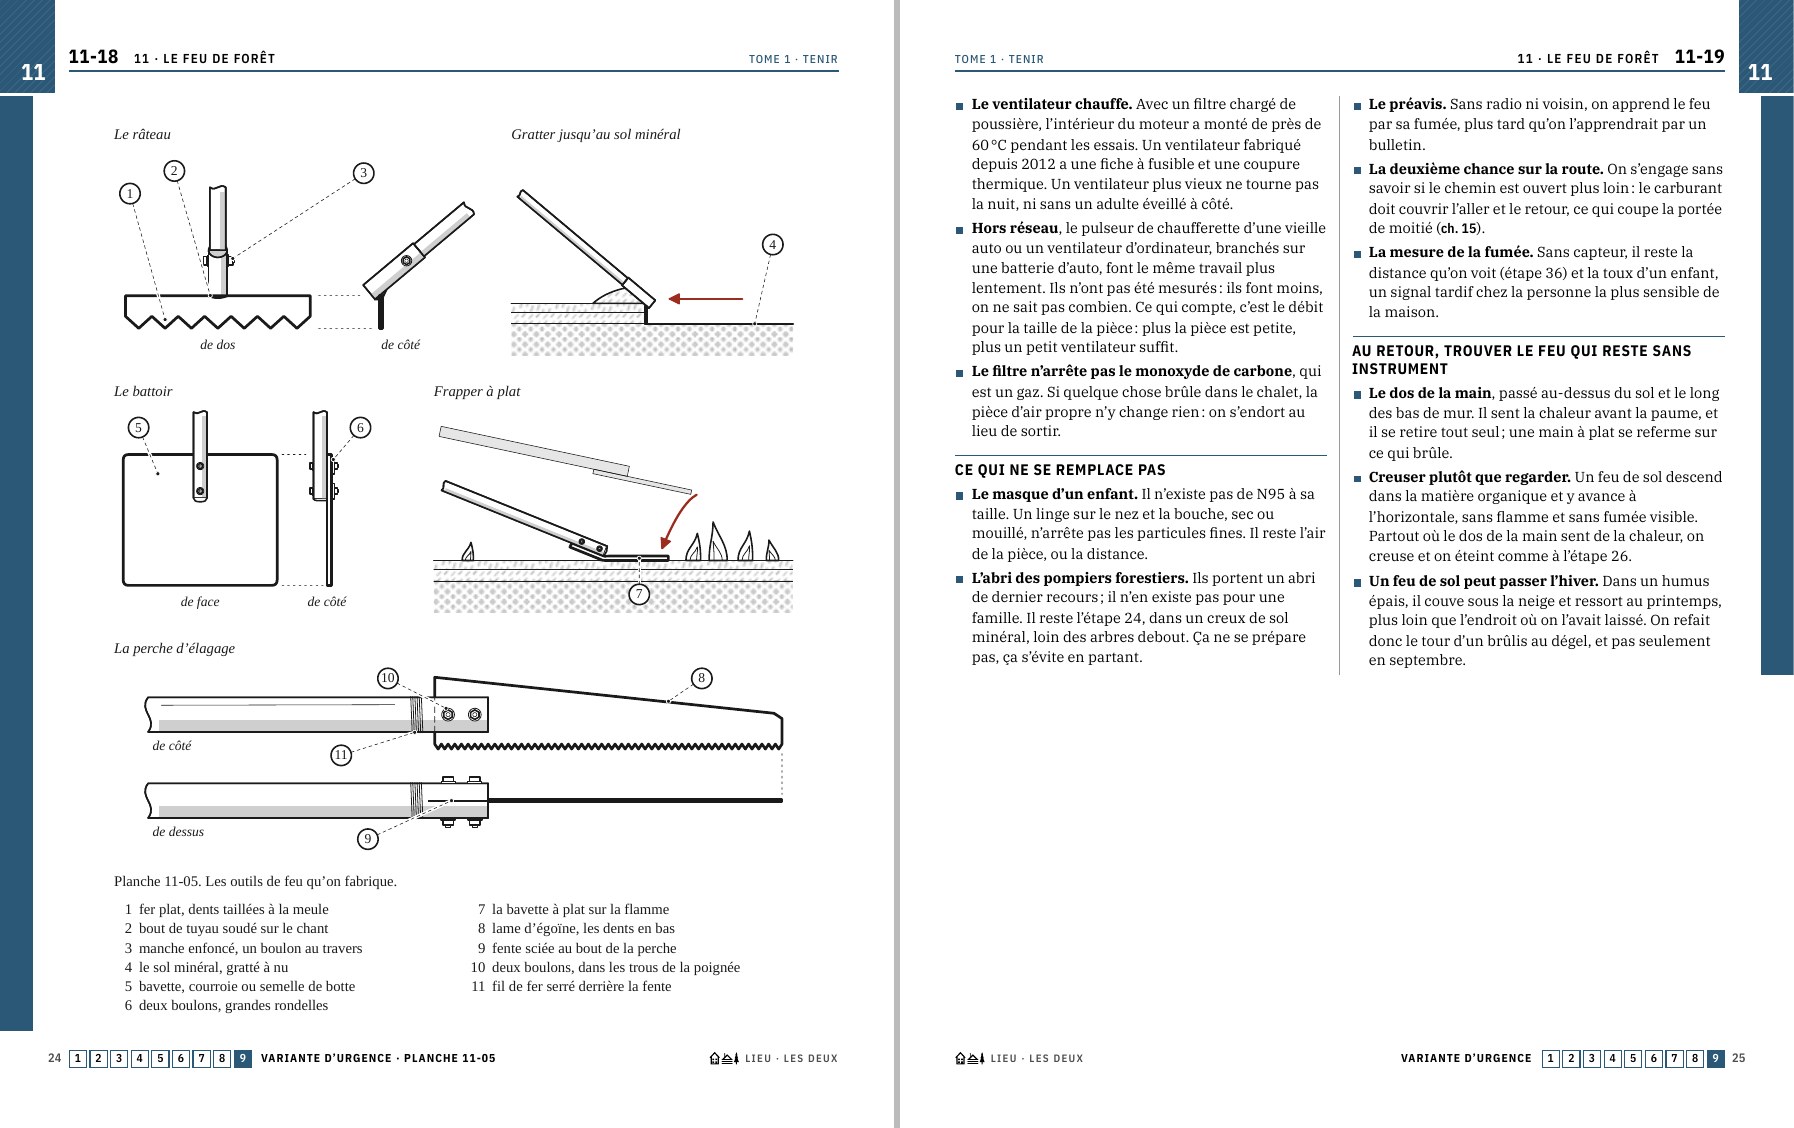 11
11-18 11 · LE FEU DE FORÊT
TOME 1 · TENIR
Le râteau
Gratter jusqu’au sol minéral
1
2
3
4
de dos
de côté
Le battoir
Frapper à plat
5
6
7
de face
de côté
La perche d’élagage
10
8
de côté
11
de dessus
9
Planche 11-05. Les outils de feu qu’on fabrique.
1 fer plat, dents taillées à la meule
2 bout de tuyau soudé sur le chant
3 manche enfoncé, un boulon au travers
4 le sol minéral, gratté à nu
5 bavette, courroie ou semelle de botte
6 deux boulons, grandes rondelles
7 la bavette à plat sur la flamme
8 lame d’égoïne, les dents en bas
9 fente sciée au bout de la perche
10 deux boulons, dans les trous de la poignée
11 fil de fer serré derrière la fente
24 1 2 3 4 5 6 7 8 9 VARIANTE D’URGENCE · PLANCHE 11-05
LIEU · LES DEUX
TOME 1 · TENIR
11 · LE FEU DE FORÊT 11-19
11
Le ventilateur chauffe. Avec un filtre chargé de
poussière, l’intérieur du moteur a monté de près de
60 °C pendant les essais. Un ventilateur fabriqué
depuis 2012 a une fiche à fusible et une coupure
thermique. Un ventilateur plus vieux ne tourne pas
la nuit, ni sans un adulte éveillé à côté.
Hors réseau, le pulseur de chaufferette d’une vieille
auto ou un ventilateur d’ordinateur, branchés sur
une batterie d’auto, font le même travail plus
lentement. Ils n’ont pas été mesurés : ils font moins,
on ne sait pas combien. Ce qui compte, c’est le débit
pour la taille de la pièce : plus la pièce est petite,
plus un petit ventilateur suffit.
Le filtre n’arrête pas le monoxyde de carbone, qui
est un gaz. Si quelque chose brûle dans le chalet, la
pièce d’air propre n’y change rien : on s’endort au
lieu de sortir.
CE QUI NE SE REMPLACE PAS
Le masque d’un enfant. Il n’existe pas de N95 à sa
taille. Un linge sur le nez et la bouche, sec ou
mouillé, n’arrête pas les particules fines. Il reste l’air
de la pièce, ou la distance.
L’abri des pompiers forestiers. Ils portent un abri
de dernier recours ; il n’en existe pas pour une
famille. Il reste l’étape 24, dans un creux de sol
minéral, loin des arbres debout. Ça ne se prépare
pas, ça s’évite en partant.
Le préavis. Sans radio ni voisin, on apprend le feu
par sa fumée, plus tard qu’on l’apprendrait par un
bulletin.
La deuxième chance sur la route. On s’engage sans
savoir si le chemin est ouvert plus loin : le carburant
doit couvrir l’aller et le retour, ce qui coupe la portée
de moitié (ch. 15).
La mesure de la fumée. Sans capteur, il reste la
distance qu’on voit (étape 36) et la toux d’un enfant,
un signal tardif chez la personne la plus sensible de
la maison.
AU RETOUR, TROUVER LE FEU QUI RESTE SANS
INSTRUMENT
Le dos de la main, passé au-dessus du sol et le long
des bas de mur. Il sent la chaleur avant la paume, et
il se retire tout seul ; une main à plat se referme sur
ce qui brûle.
Creuser plutôt que regarder. Un feu de sol descend
dans la matière organique et y avance à
l’horizontale, sans flamme et sans fumée visible.
Partout où le dos de la main sent de la chaleur, on
creuse et on éteint comme à l’étape 26.
Un feu de sol peut passer l’hiver. Dans un humus
épais, il couve sous la neige et ressort au printemps,
plus loin que l’endroit où on l’avait laissé. On refait
donc le tour d’un brûlis au dégel, et pas seulement
en septembre.
LIEU · LES DEUX
VARIANTE D’URGENCE 1 2 3 4 5 6 7 8 9 25